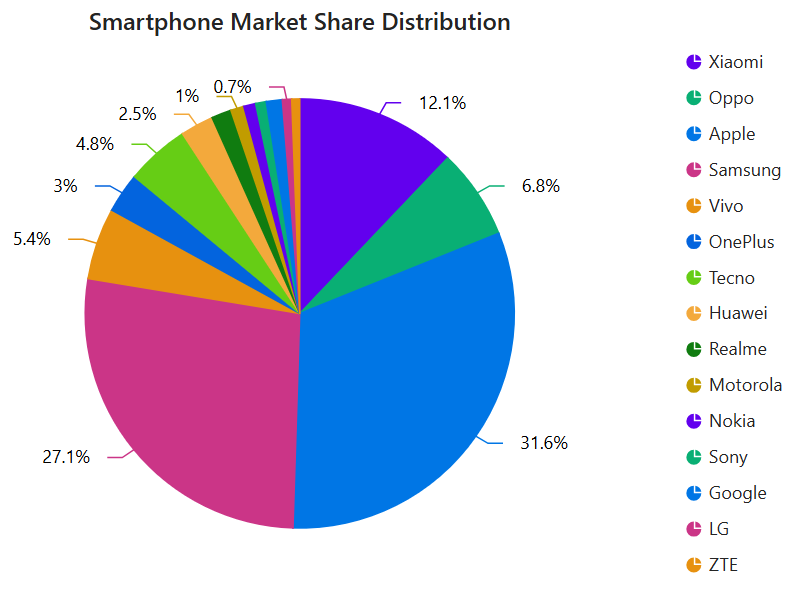 Smartphone Market Share Distribution
12.1%
6.8%
31.6%
27.1%
5.4%
3%
4.8%
2.5%
1%
0.7%
Xiaomi
Oppo
Apple
Samsung
Vivo
OnePlus
Tecno
Huawei
Realme
Motorola
Nokia
Sony
Google
LG
ZTE